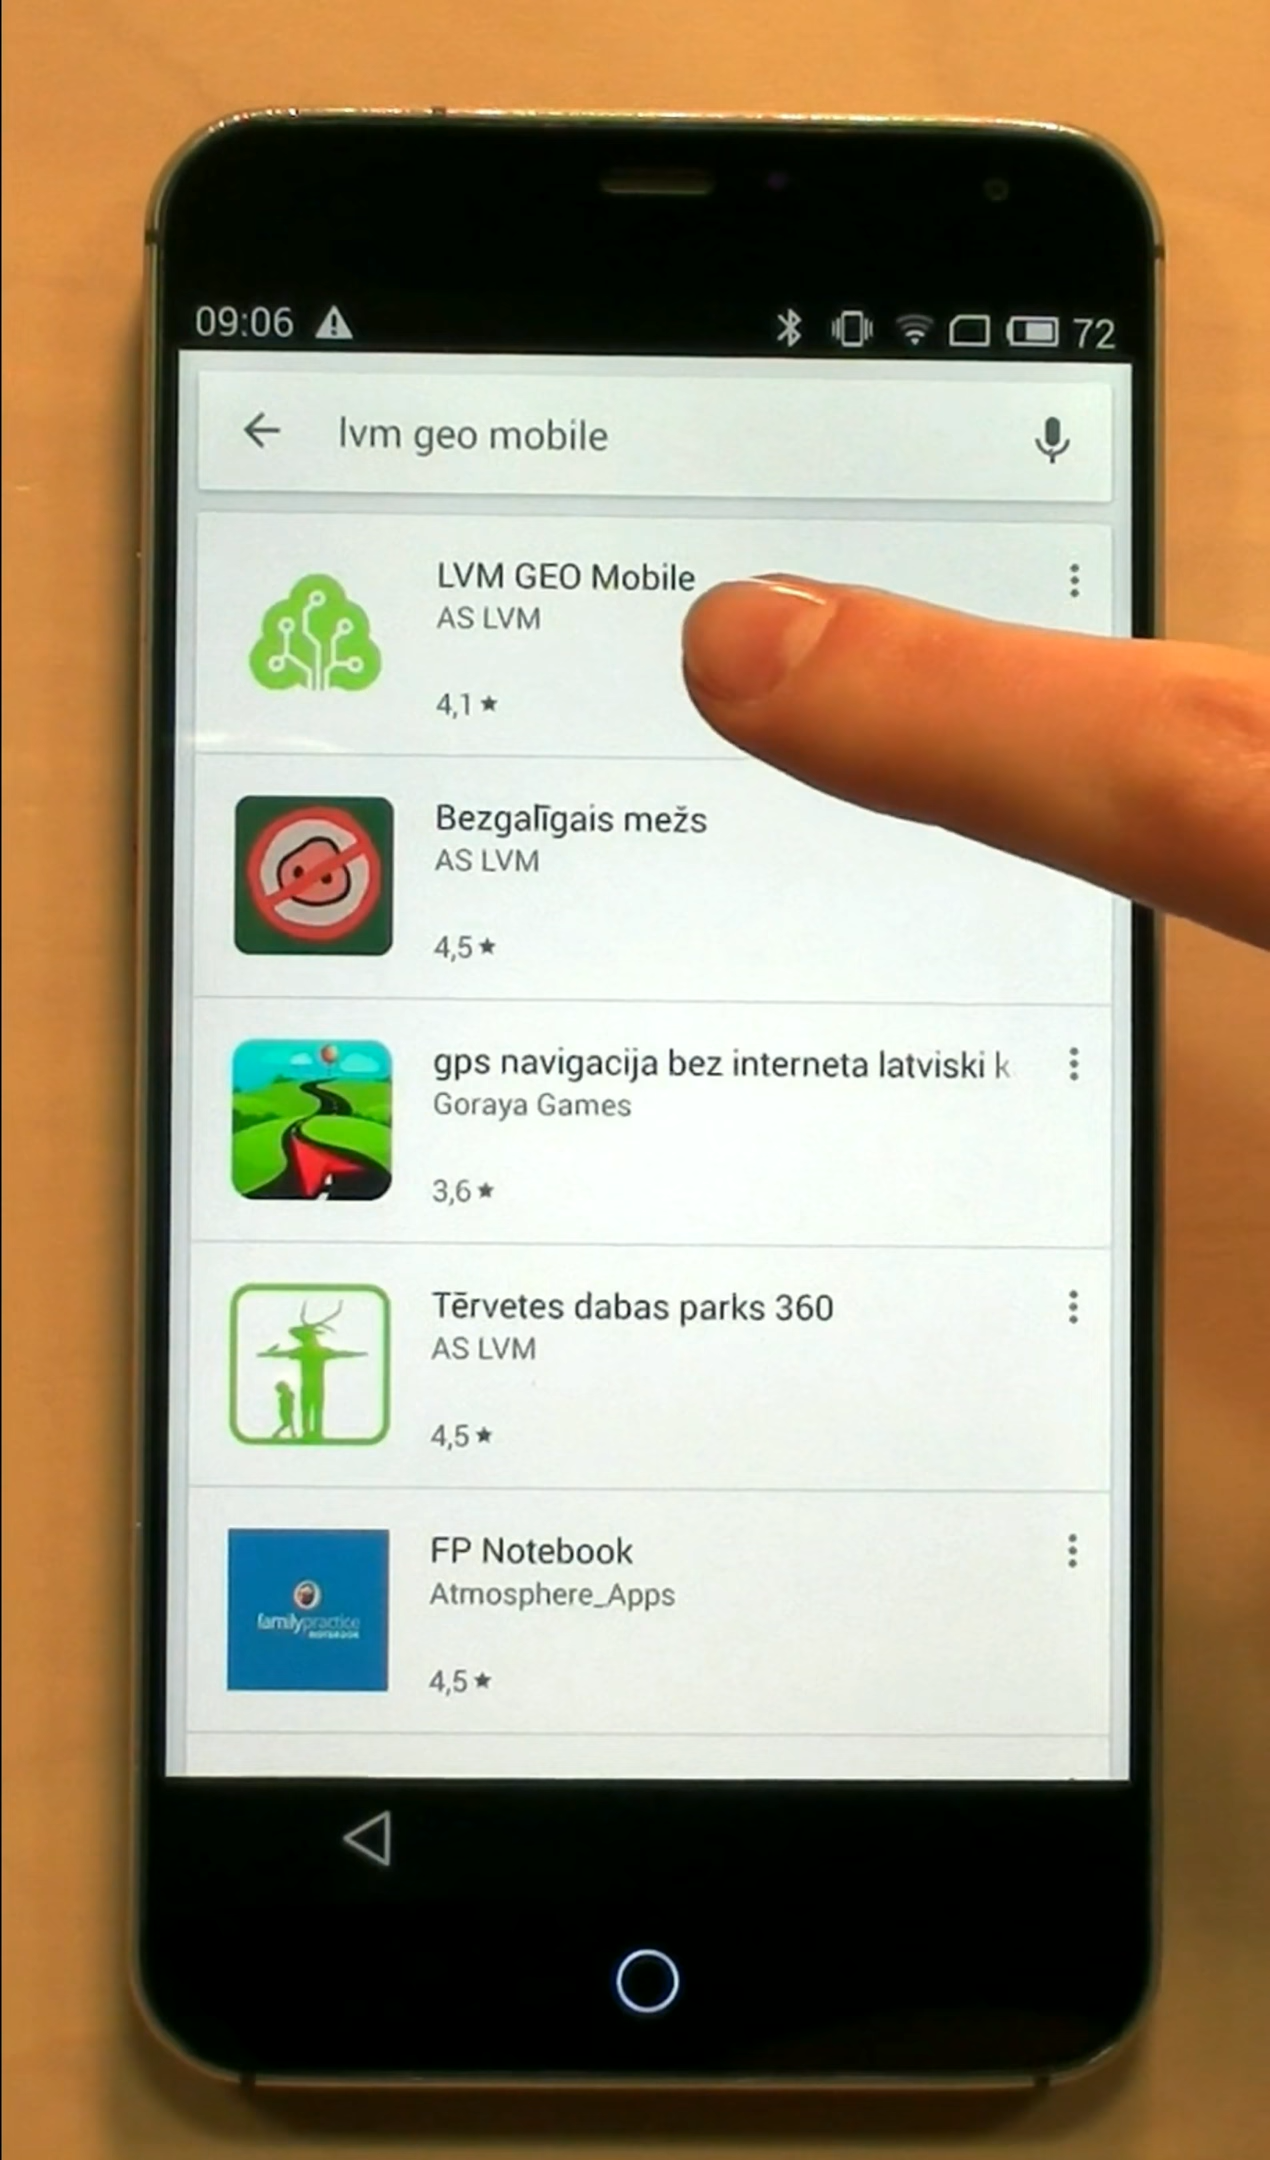 09:06
72
lvm geo mobile
LVM GEO Mobile
AS LVM
4,1 ★
Bezgalīgais mežs
AS LVM
4,5 ★
gps navigacija bez interneta latviski k
Goraya Games
3,6 ★
Tērvetes dabas parks 360
AS LVM
4,5 ★
FP Notebook
Atmosphere_Apps
familypractice
NOTEBOOK
4,5 ★